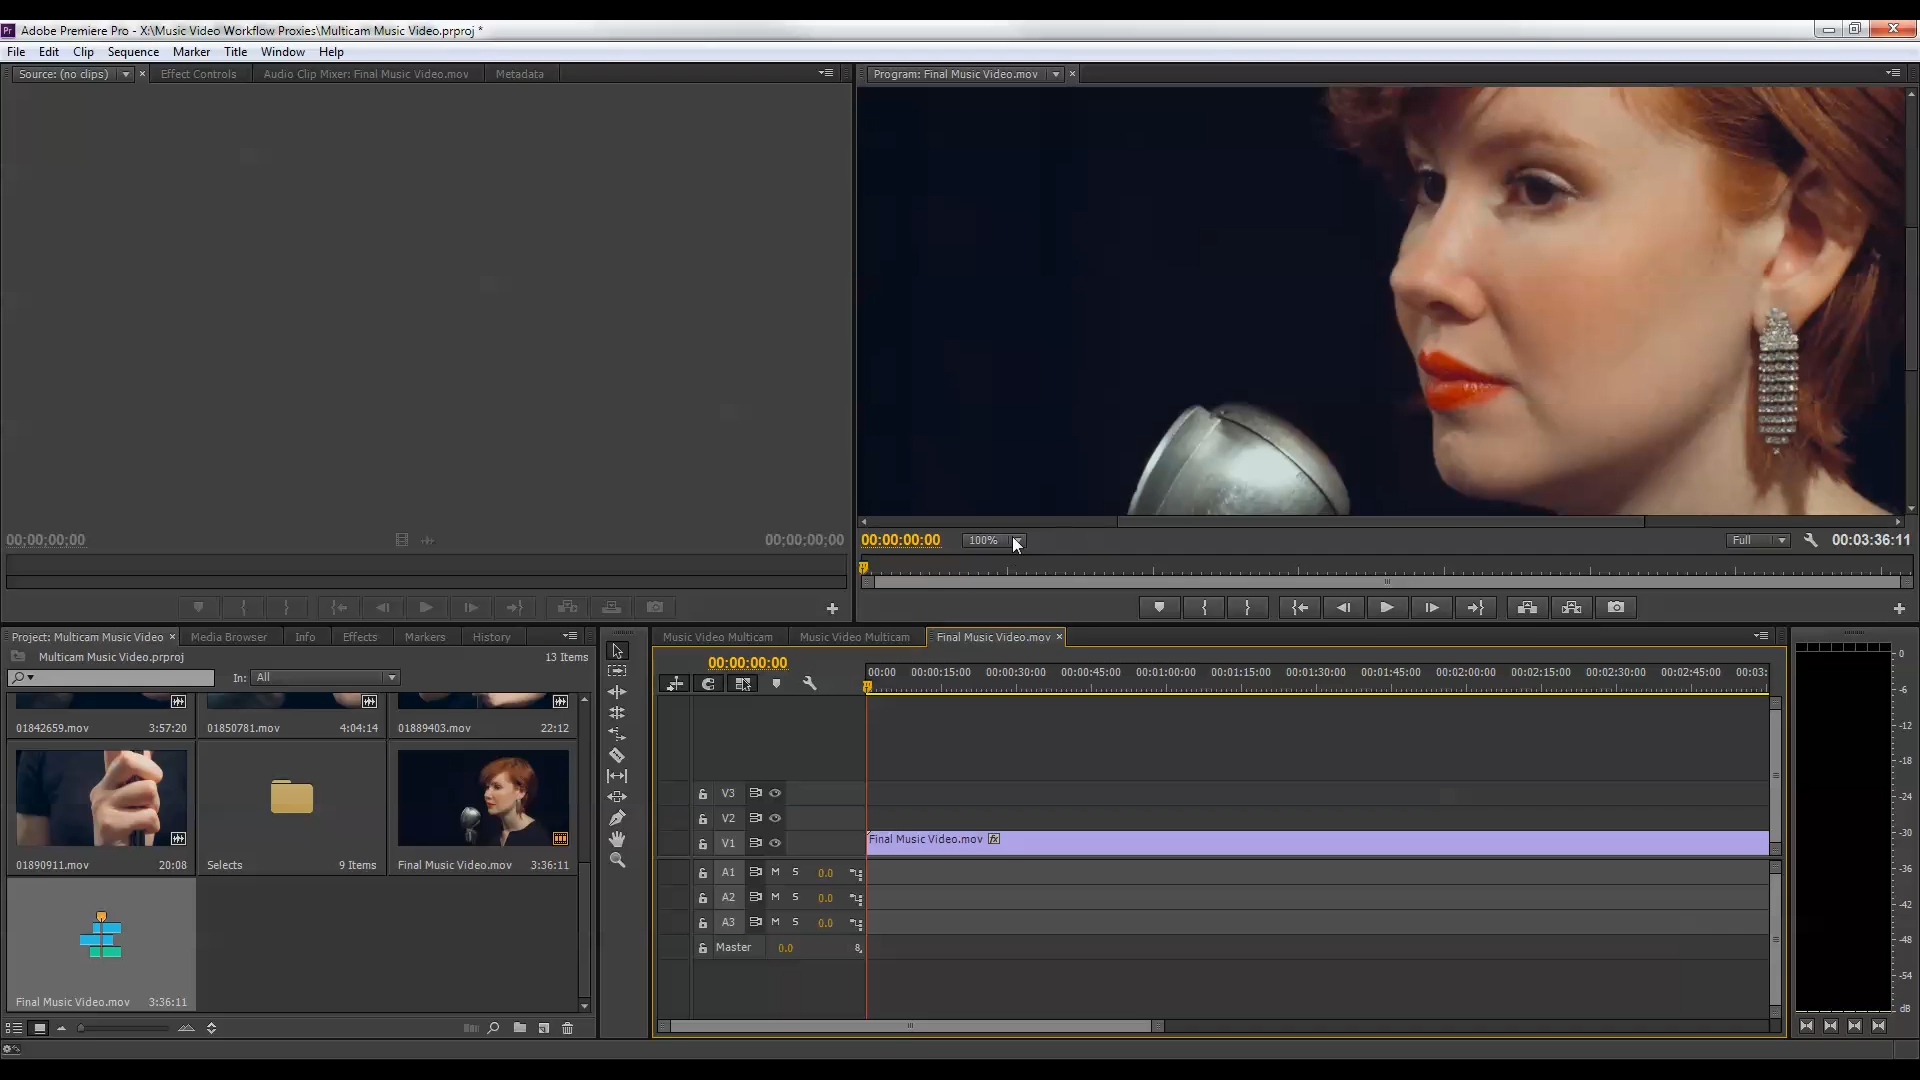 Pr Adobe Premiere Pro - X:\Music Video Workflow Proxies\Multicam Music Video.prproj *
File Edit Clip Sequence Marker Title Window Help
Source: (no clips) Effect Controls Audio Clip Mixer: Final Music Video.mov Metadata
Program: Final Music Video.mov
00;00;00;00 00;00;00;00
00:00:00:00 100% Full 00:03:36:11
Project: Multicam Music Video Media Browser Info Effects Markers History
Multicam Music Video.prproj 13 Items
In: All
01842659.mov 3:57:20 01850781.mov 4:04:14 01889403.mov 22:12
01890911.mov 20:08 Selects 9 Items Final Music Video.mov 3:36:11
Final Music Video.mov 3:36:11
Music Video Multicam Music Video Multicam Final Music Video.mov
00:00:00:00
00:00 00:00:15:00 00:00:30:00 00:00:45:00 00:01:00:00 00:01:15:00 00:01:30:00 00:01:45:00 00:02:00:00 00:02:15:00 00:02:30:00 00:02:45:00 00:03:
V3
V2
V1 Final Music Video.mov fx
A1 M S 0.0
A2 M S 0.0
A3 M S 0.0
Master 0.0
0
-6
-12
-18
-24
-30
-36
-42
-48
-54
dB